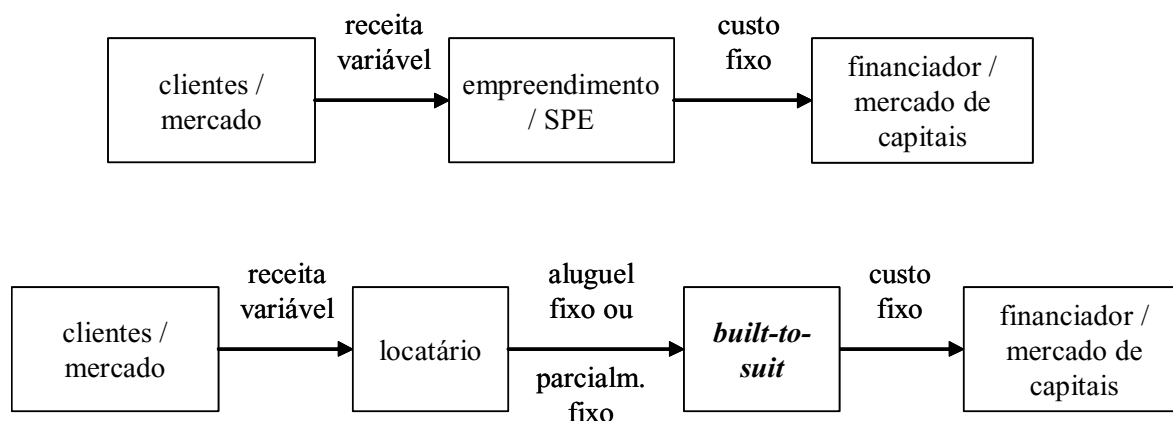 receita
variável
custo
fixo
clientes /
mercado
empreendimento
/ SPE
financiador /
mercado de
capitais
receita
variável
aluguel
fixo ou
custo
fixo
clientes /
mercado
locatário
built-to-
suit
financiador /
mercado de
capitais
parcialm.
fixo